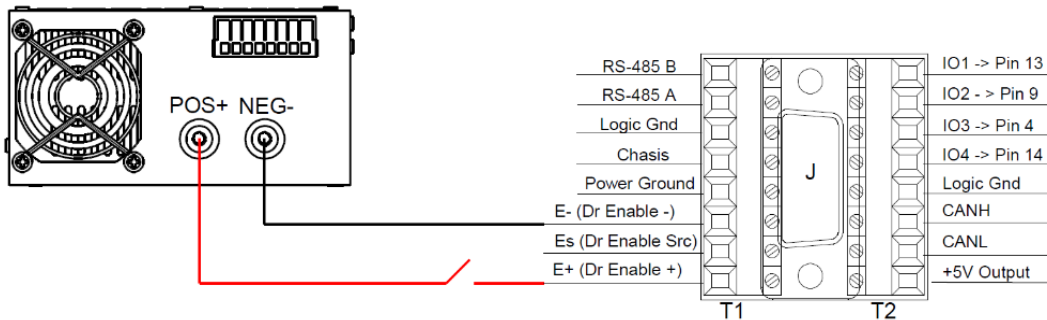 POS+ NEG-
RS-485 B
RS-485 A
Logic Gnd
Chasis
Power Ground
E- (Dr Enable -)
Es (Dr Enable Src)
E+ (Dr Enable +)
J
IO1 -> Pin 13
IO2 - > Pin 9
IO3 -> Pin 4
IO4 -> Pin 14
Logic Gnd
CANH
CANL
+5V Output
T1
T2